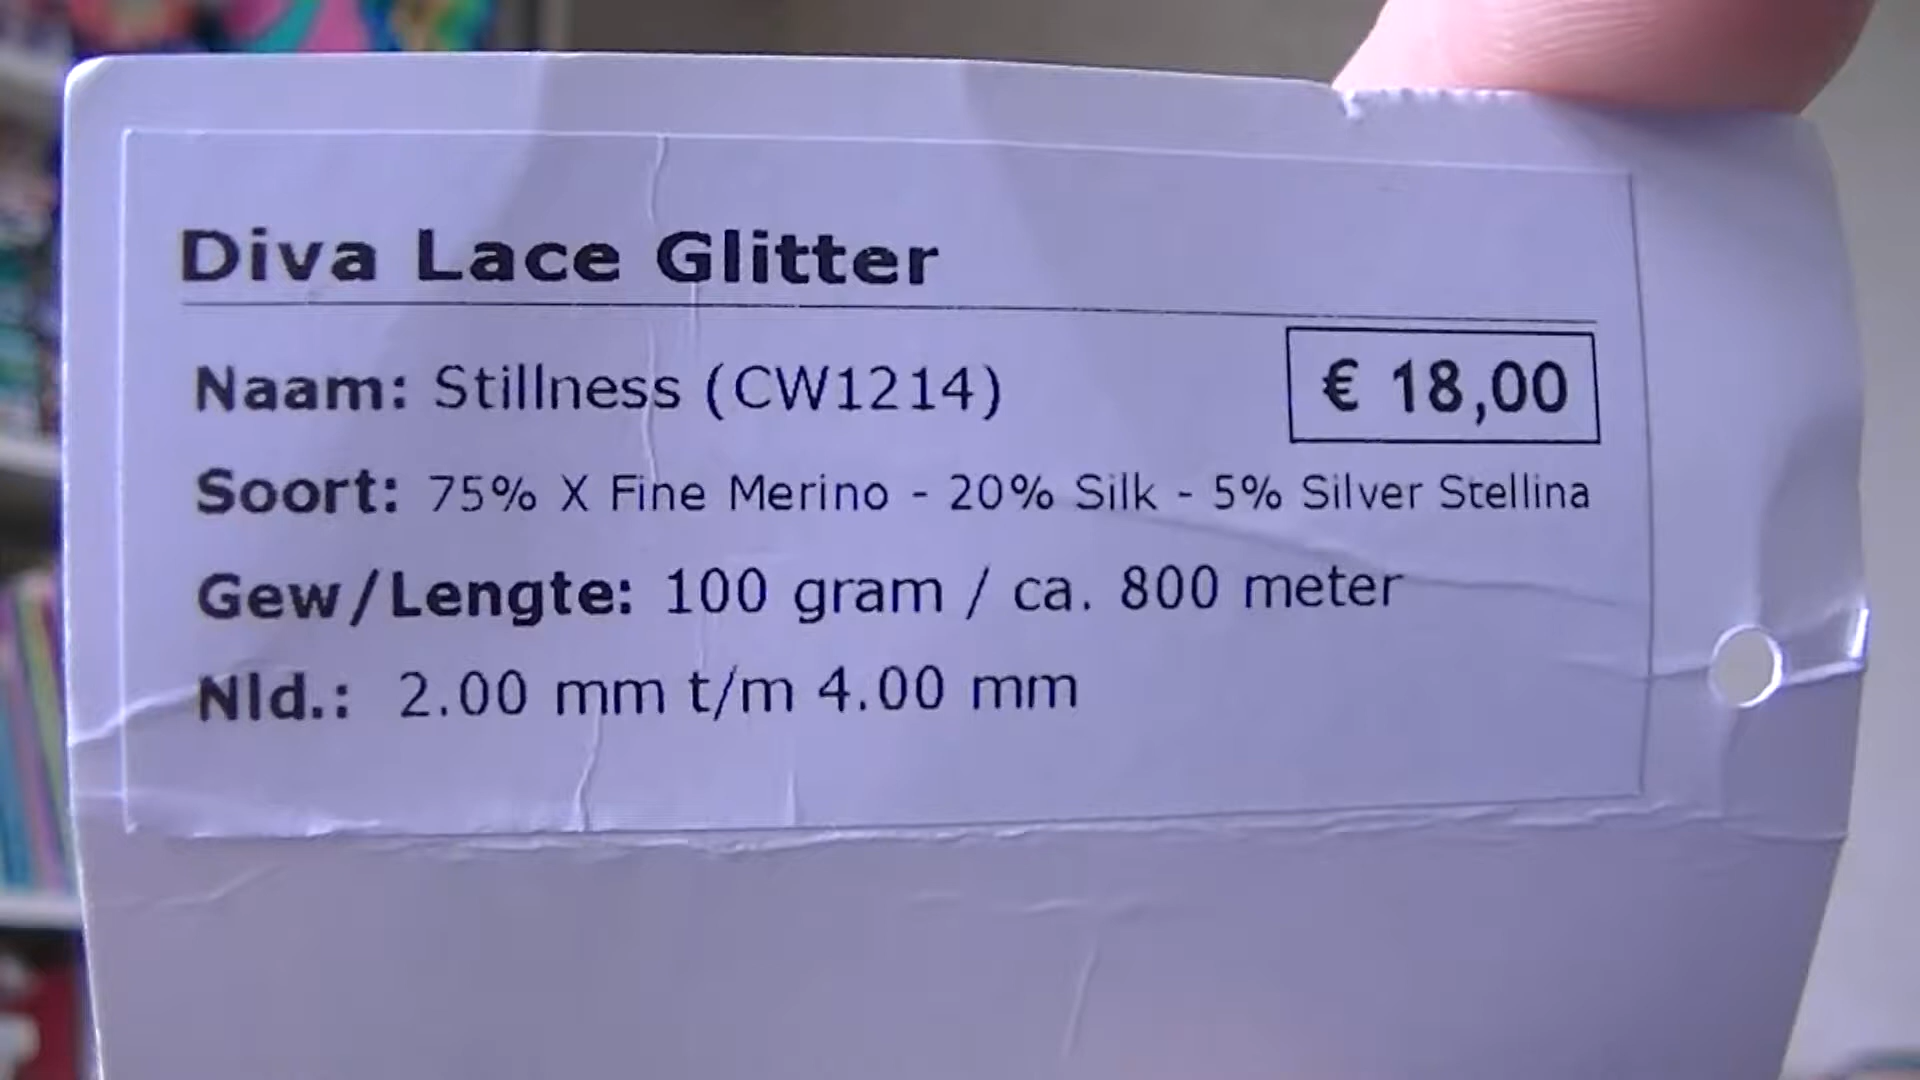 Diva Lace Glitter
Naam: Stillness (CW1214)
€ 18,00
Soort: 75% X Fine Merino - 20% Silk - 5% Silver Stellina
Gew/Lengte: 100 gram / ca. 800 meter
Nld.: 2.00 mm t/m 4.00 mm